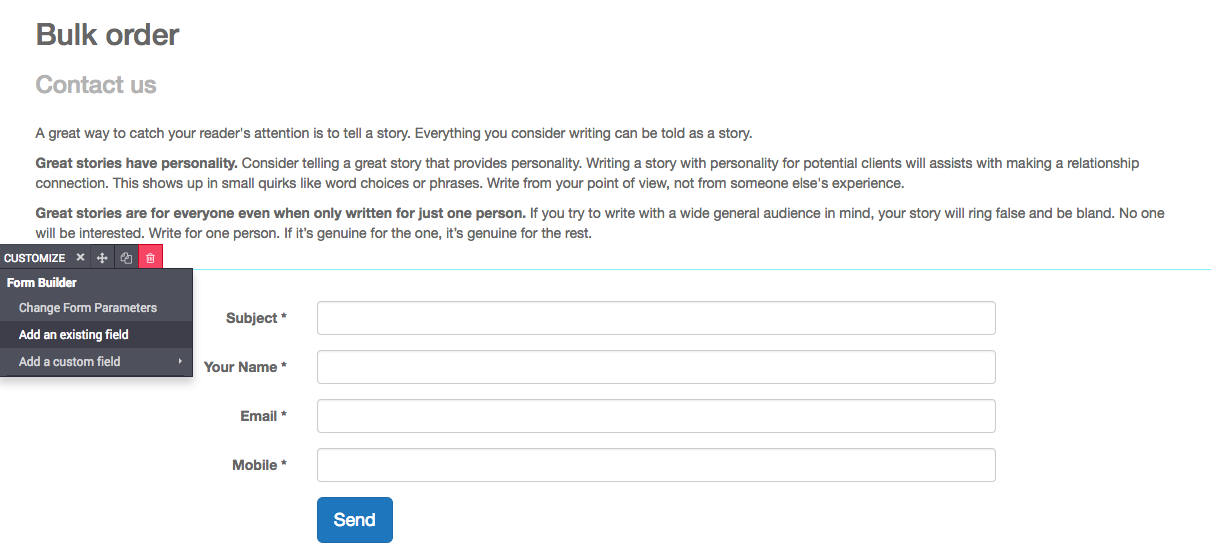 Bulk order
Contact us
A great way to catch your reader's attention is to tell a story. Everything you consider writing can be told as a story.
Great stories have personality. Consider telling a great story that provides personality. Writing a story with personality for potential clients will assists with making a relationship
connection. This shows up in small quirks like word choices or phrases. Write from your point of view, not from someone else's experience.
Great stories are for everyone even when only written for just one person. If you try to write with a wide general audience in mind, your story will ring false and be bland. No one
will be interested. Write for one person. If it’s genuine for the one, it’s genuine for the rest.
CUSTOMIZE
Form Builder
Change Form Parameters
Add an existing field
Add a custom field
Subject *
Your Name *
Email *
Mobile *
Send